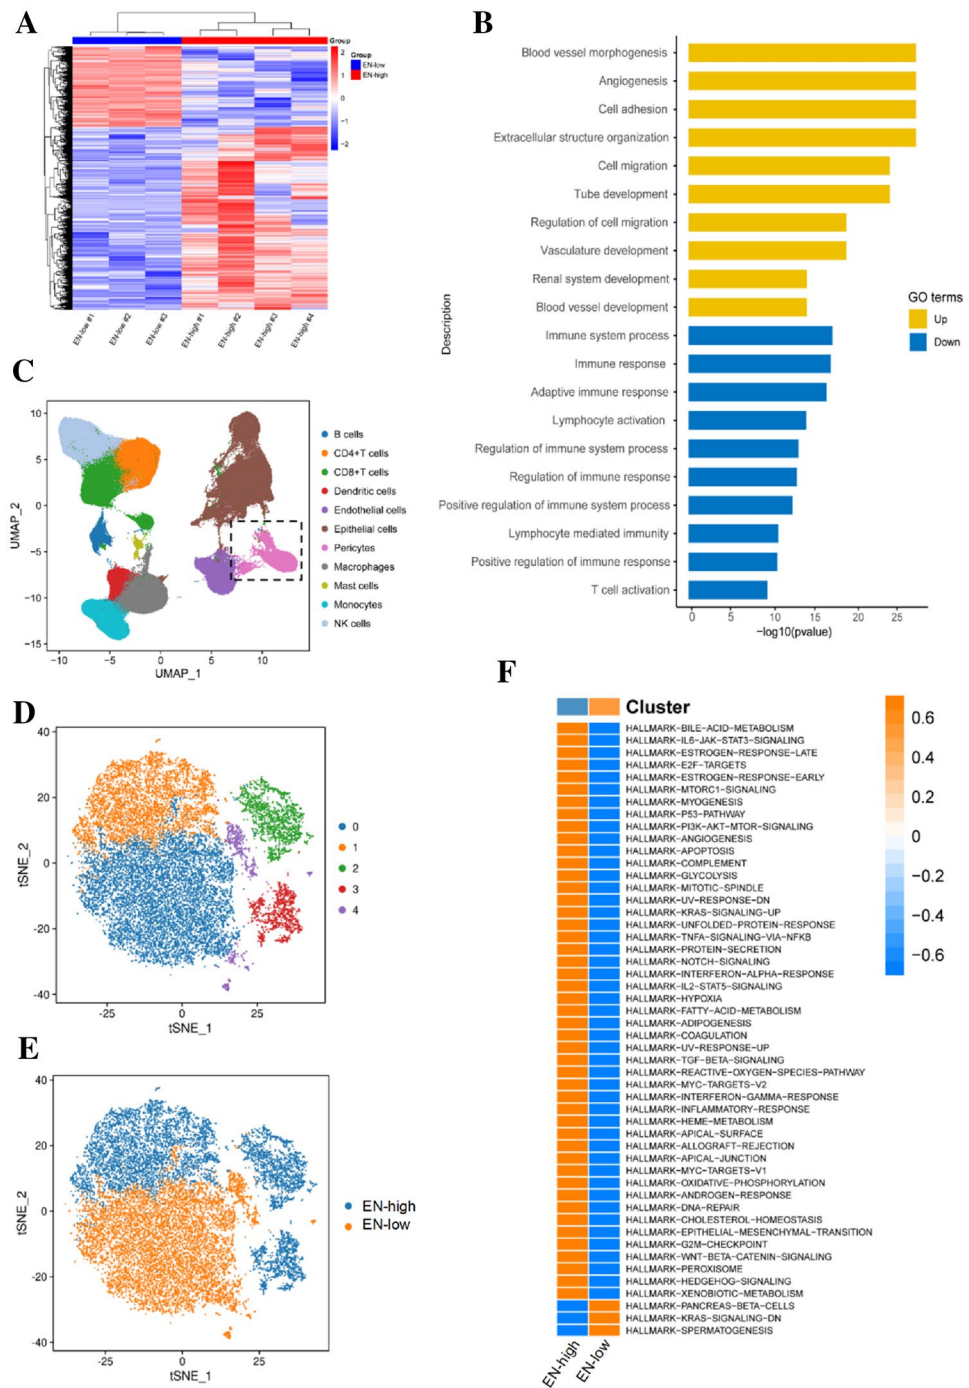 A
Group
2
1
0
−1
−2
Group
EN-low
EN-high
EN-low #1
EN-low #2
EN-low #3
EN-high #1
EN-high #2
EN-high #3
EN-high #4
B
Description
Blood vessel morphogenesis
Angiogenesis
Cell adhesion
Extracellular structure organization
Cell migration
Tube development
Regulation of cell migration
Vasculature development
Renal system development
Blood vessel development
Immune system process
Immune response
Adaptive immune response
Lymphocyte activation
Regulation of immune system process
Regulation of immune response
Positive regulation of immune system process
Lymphocyte mediated immunity
Positive regulation of immune response
T cell activation
0 5 10 15 20 25
−log10(pvalue)
GO terms
Up
Down
C
UMAP_2
10
5
0
−5
−10
−15
−10 −5 0 5 10
UMAP_1
B cells
CD4+T cells
CD8+T cells
Dendritic cells
Endothelial cells
Epithelial cells
Pericytes
Macrophages
Mast cells
Monocytes
NK cells
D
tSNE_2
40
20
0
-20
-40
-25 0 25
tSNE_1
0
1
2
3
4
E
tSNE_2
40
20
0
-20
-40
-25 0 25
tSNE_1
EN-high
EN-low
F
Cluster
HALLMARK−BILE−ACID−METABOLISM
HALLMARK−IL6−JAK−STAT3−SIGNALING
HALLMARK−ESTROGEN−RESPONSE−LATE
HALLMARK−E2F−TARGETS
HALLMARK−ESTROGEN−RESPONSE−EARLY
HALLMARK−MTORC1−SIGNALING
HALLMARK−MYOGENESIS
HALLMARK−P53−PATHWAY
HALLMARK−PI3K−AKT−MTOR−SIGNALING
HALLMARK−ANGIOGENESIS
HALLMARK−APOPTOSIS
HALLMARK−COMPLEMENT
HALLMARK−GLYCOLYSIS
HALLMARK−MITOTIC−SPINDLE
HALLMARK−UV−RESPONSE−DN
HALLMARK−KRAS−SIGNALING−UP
HALLMARK−UNFOLDED−PROTEIN−RESPONSE
HALLMARK−TNFA−SIGNALING−VIA−NFKB
HALLMARK−PROTEIN−SECRETION
HALLMARK−NOTCH−SIGNALING
HALLMARK−INTERFERON−ALPHA−RESPONSE
HALLMARK−IL2−STAT5−SIGNALING
HALLMARK−HYPOXIA
HALLMARK−FATTY−ACID−METABOLISM
HALLMARK−ADIPOGENESIS
HALLMARK−COAGULATION
HALLMARK−UV−RESPONSE−UP
HALLMARK−TGF−BETA−SIGNALING
HALLMARK−REACTIVE−OXYGEN−SPECIES−PATHWAY
HALLMARK−MYC−TARGETS−V2
HALLMARK−INTERFERON−GAMMA−RESPONSE
HALLMARK−INFLAMMATORY−RESPONSE
HALLMARK−HEME−METABOLISM
HALLMARK−APICAL−SURFACE
HALLMARK−ALLOGRAFT−REJECTION
HALLMARK−APICAL−JUNCTION
HALLMARK−MYC−TARGETS−V1
HALLMARK−OXIDATIVE−PHOSPHORYLATION
HALLMARK−ANDROGEN−RESPONSE
HALLMARK−DNA−REPAIR
HALLMARK−CHOLESTEROL−HOMEOSTASIS
HALLMARK−EPITHELIAL−MESENCHYMAL−TRANSITION
HALLMARK−G2M−CHECKPOINT
HALLMARK−WNT−BETA−CATENIN−SIGNALING
HALLMARK−PEROXISOME
HALLMARK−HEDGEHOG−SIGNALING
HALLMARK−XENOBIOTIC−METABOLISM
HALLMARK−PANCREAS−BETA−CELLS
HALLMARK−KRAS−SIGNALING−DN
HALLMARK−SPERMATOGENESIS
EN-high
EN-low
0.6
0.4
0.2
0
−0.2
−0.4
−0.6